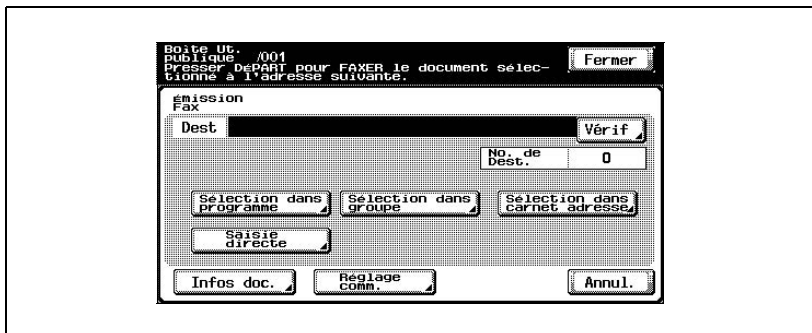 Boîte Ut.
publique /001
Presser DéPART pour FAXER le document sélec-
tionné à l'adresse suivante.
Fermer
émission
Fax
Dest
Vérif
No. de
Dest.
0
Sélection dans
programme
Sélection dans
groupe
Sélection dans
carnet adresse
Saisie
directe
Infos doc.
Réglage
comm.
Annul.